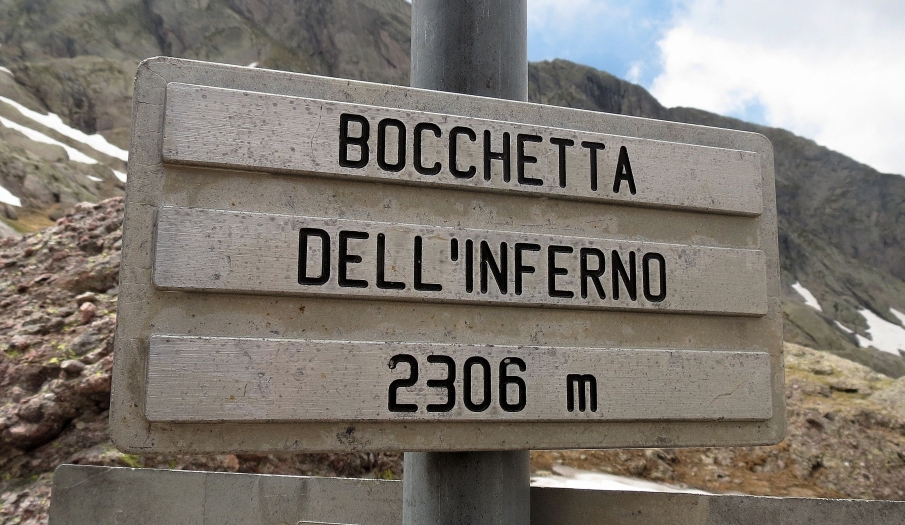 BOCCHETTA
DELL'INFERNO
2306 m